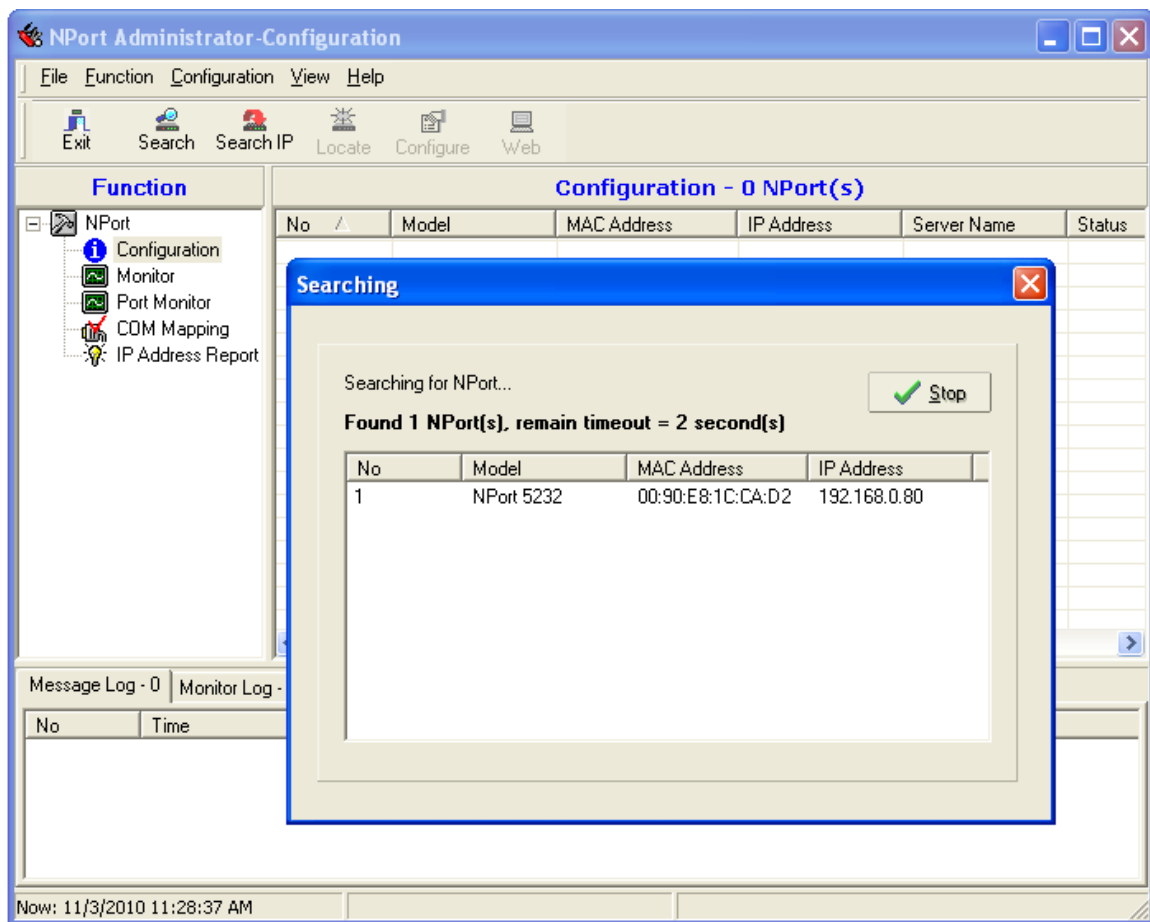 NPort Administrator-Configuration
File Function Configuration View Help
Exit Search Search IP Locate Configure Web
Function
Configuration - 0 NPort(s)
NPort
Configuration
Monitor
Port Monitor
COM Mapping
IP Address Report
No Model MAC Address IP Address Server Name Status
Searching
Searching for NPort...
Stop
Found 1 NPort(s), remain timeout = 2 second(s)
No Model MAC Address IP Address
1 NPort 5232 00:90:E8:1C:CA:D2 192.168.0.80
Message Log - 0 Monitor Log -
No Time
Now: 11/3/2010 11:28:37 AM